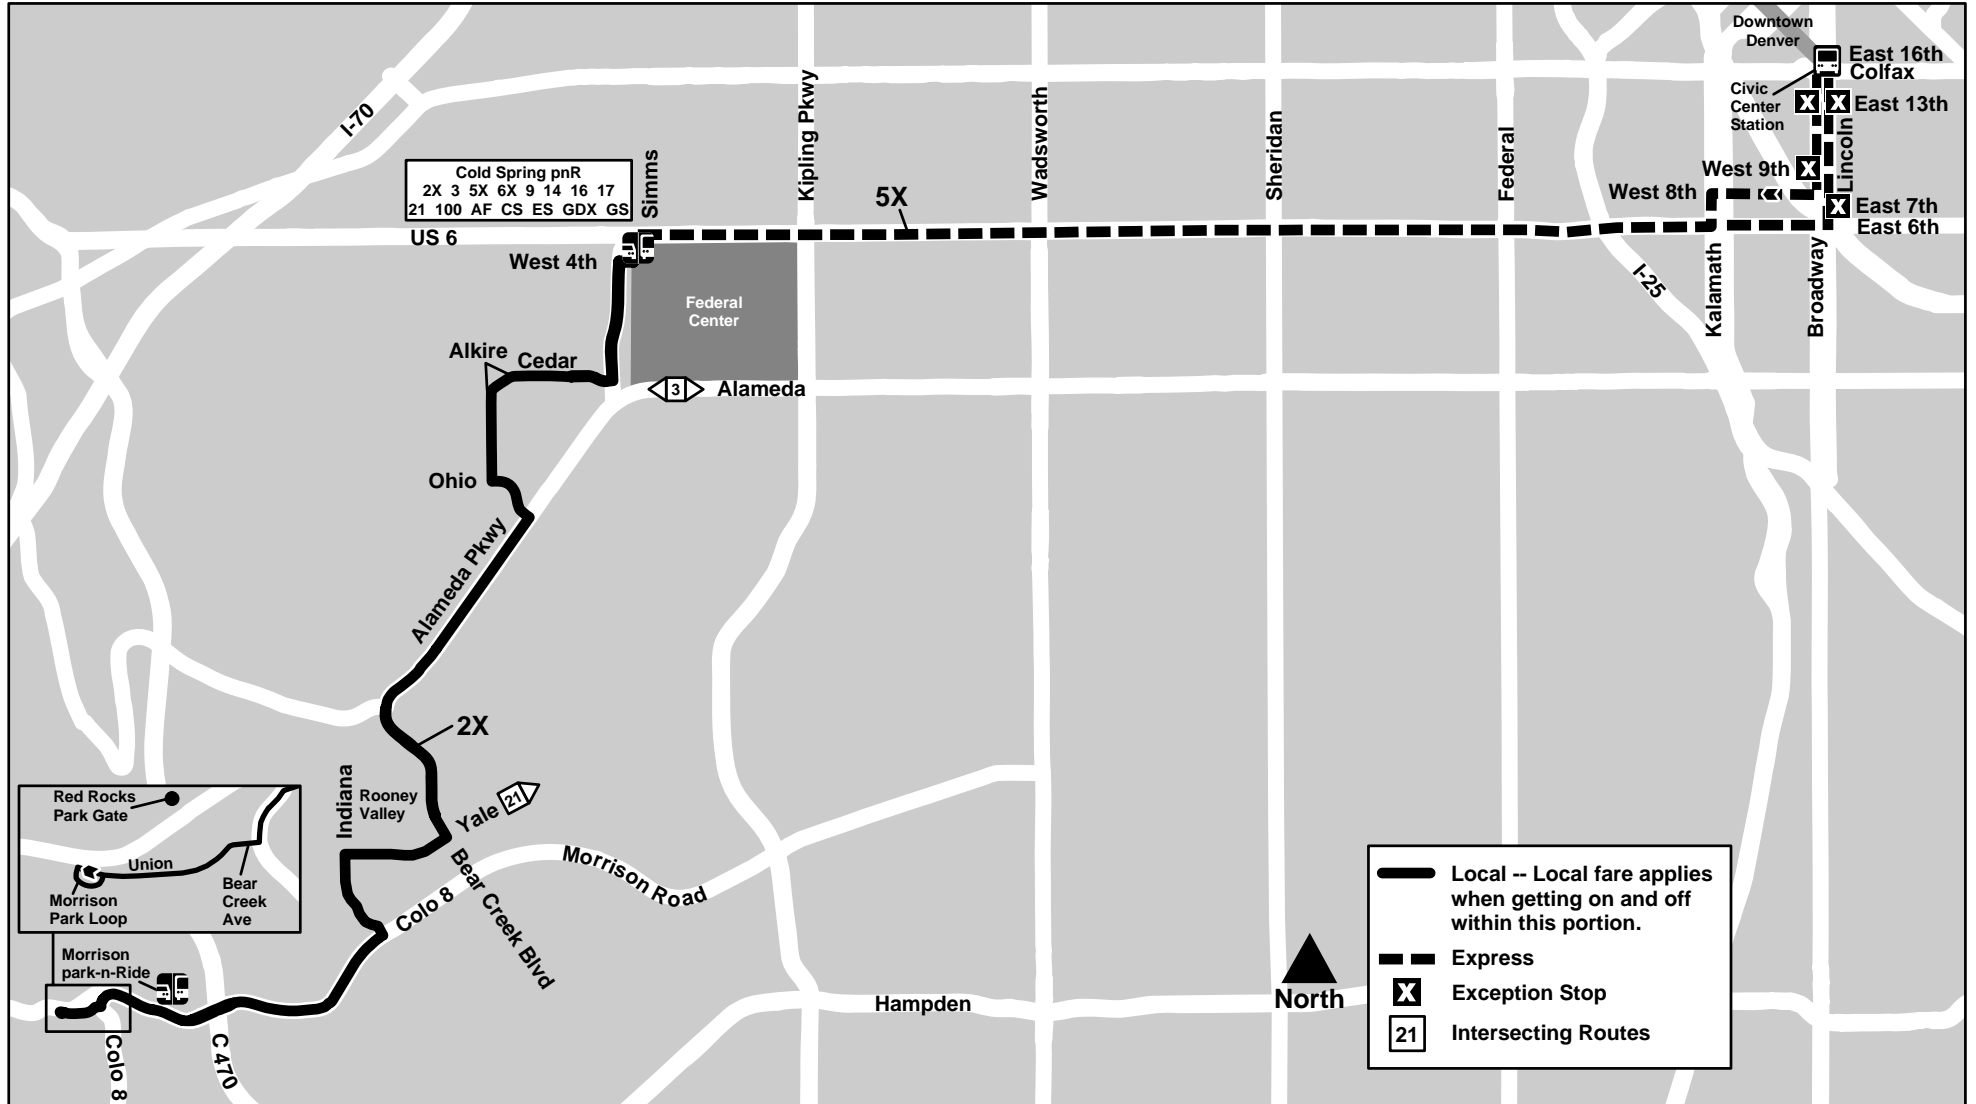 Downtown
Denver
East 16th
Colfax
Civic
Center
Station
East 13th
Lincoln
West 9th
West 8th
East 7th
East 6th
I-70
Kipling Pkwy
Wadsworth
Sheridan
Federal
Simms
Cold Spring pnR
2X 3 5X 6X 9 14 16 17
21 100 AF CS ES GDX GS
5X
US 6
West 4th
Federal
Center
I-25
Kalamath
Broadway
Alkire
Cedar
3
Alameda
Ohio
Alameda Pkwy
2X
Indiana
Rooney
Valley
Yale
21
Red Rocks
Park Gate
Union
Morrison
Park Loop
Bear
Creek
Ave
Bear Creek Blvd
Morrison Road
Colo 8
Morrison
park-n-Ride
Colo 8
C 470
Hampden
North
Local -- Local fare applies
when getting on and off
within this portion.
Express
X Exception Stop
21 Intersecting Routes
X
X
X
X